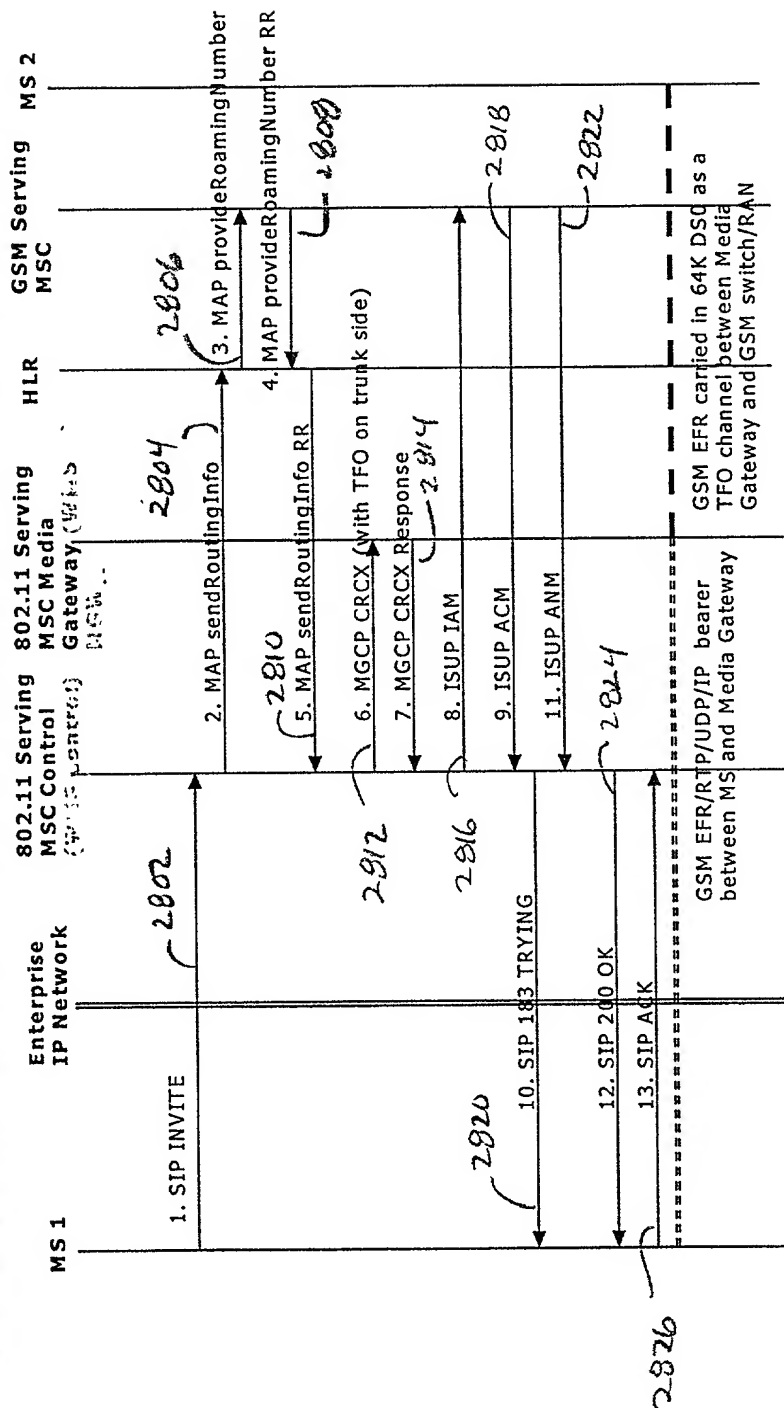 MS 1
Enterprise
IP Network
802.11 Serving
MSC Control
802.11 Serving
MSC Media
Gateway
HLR
GSM Serving
MSC
MS 2
1. SIP INVITE
2802
2. MAP sendRoutingInfo
2804
3. MAP provideRoamingNumber
2806
4. MAP provideRoamingNumber RR
2808
5. MAP sendRoutingInfo RR
2810
6. MGCP CRCX (with TFO on trunk side)
2812
7. MGCP CRCX Response
2814
8. ISUP IAM
2816
9. ISUP ACM
2818
10. SIP 183 TRYING
2820
11. ISUP ANM
2822
12. SIP 200 OK
2824
13. SIP ACK
2826
GSM EFR/RTP/UDP/IP bearer
between MS and Media Gateway
GSM EFR carried in 64K DS0 as a
TFO channel between Media
Gateway and GSM switch/RAN